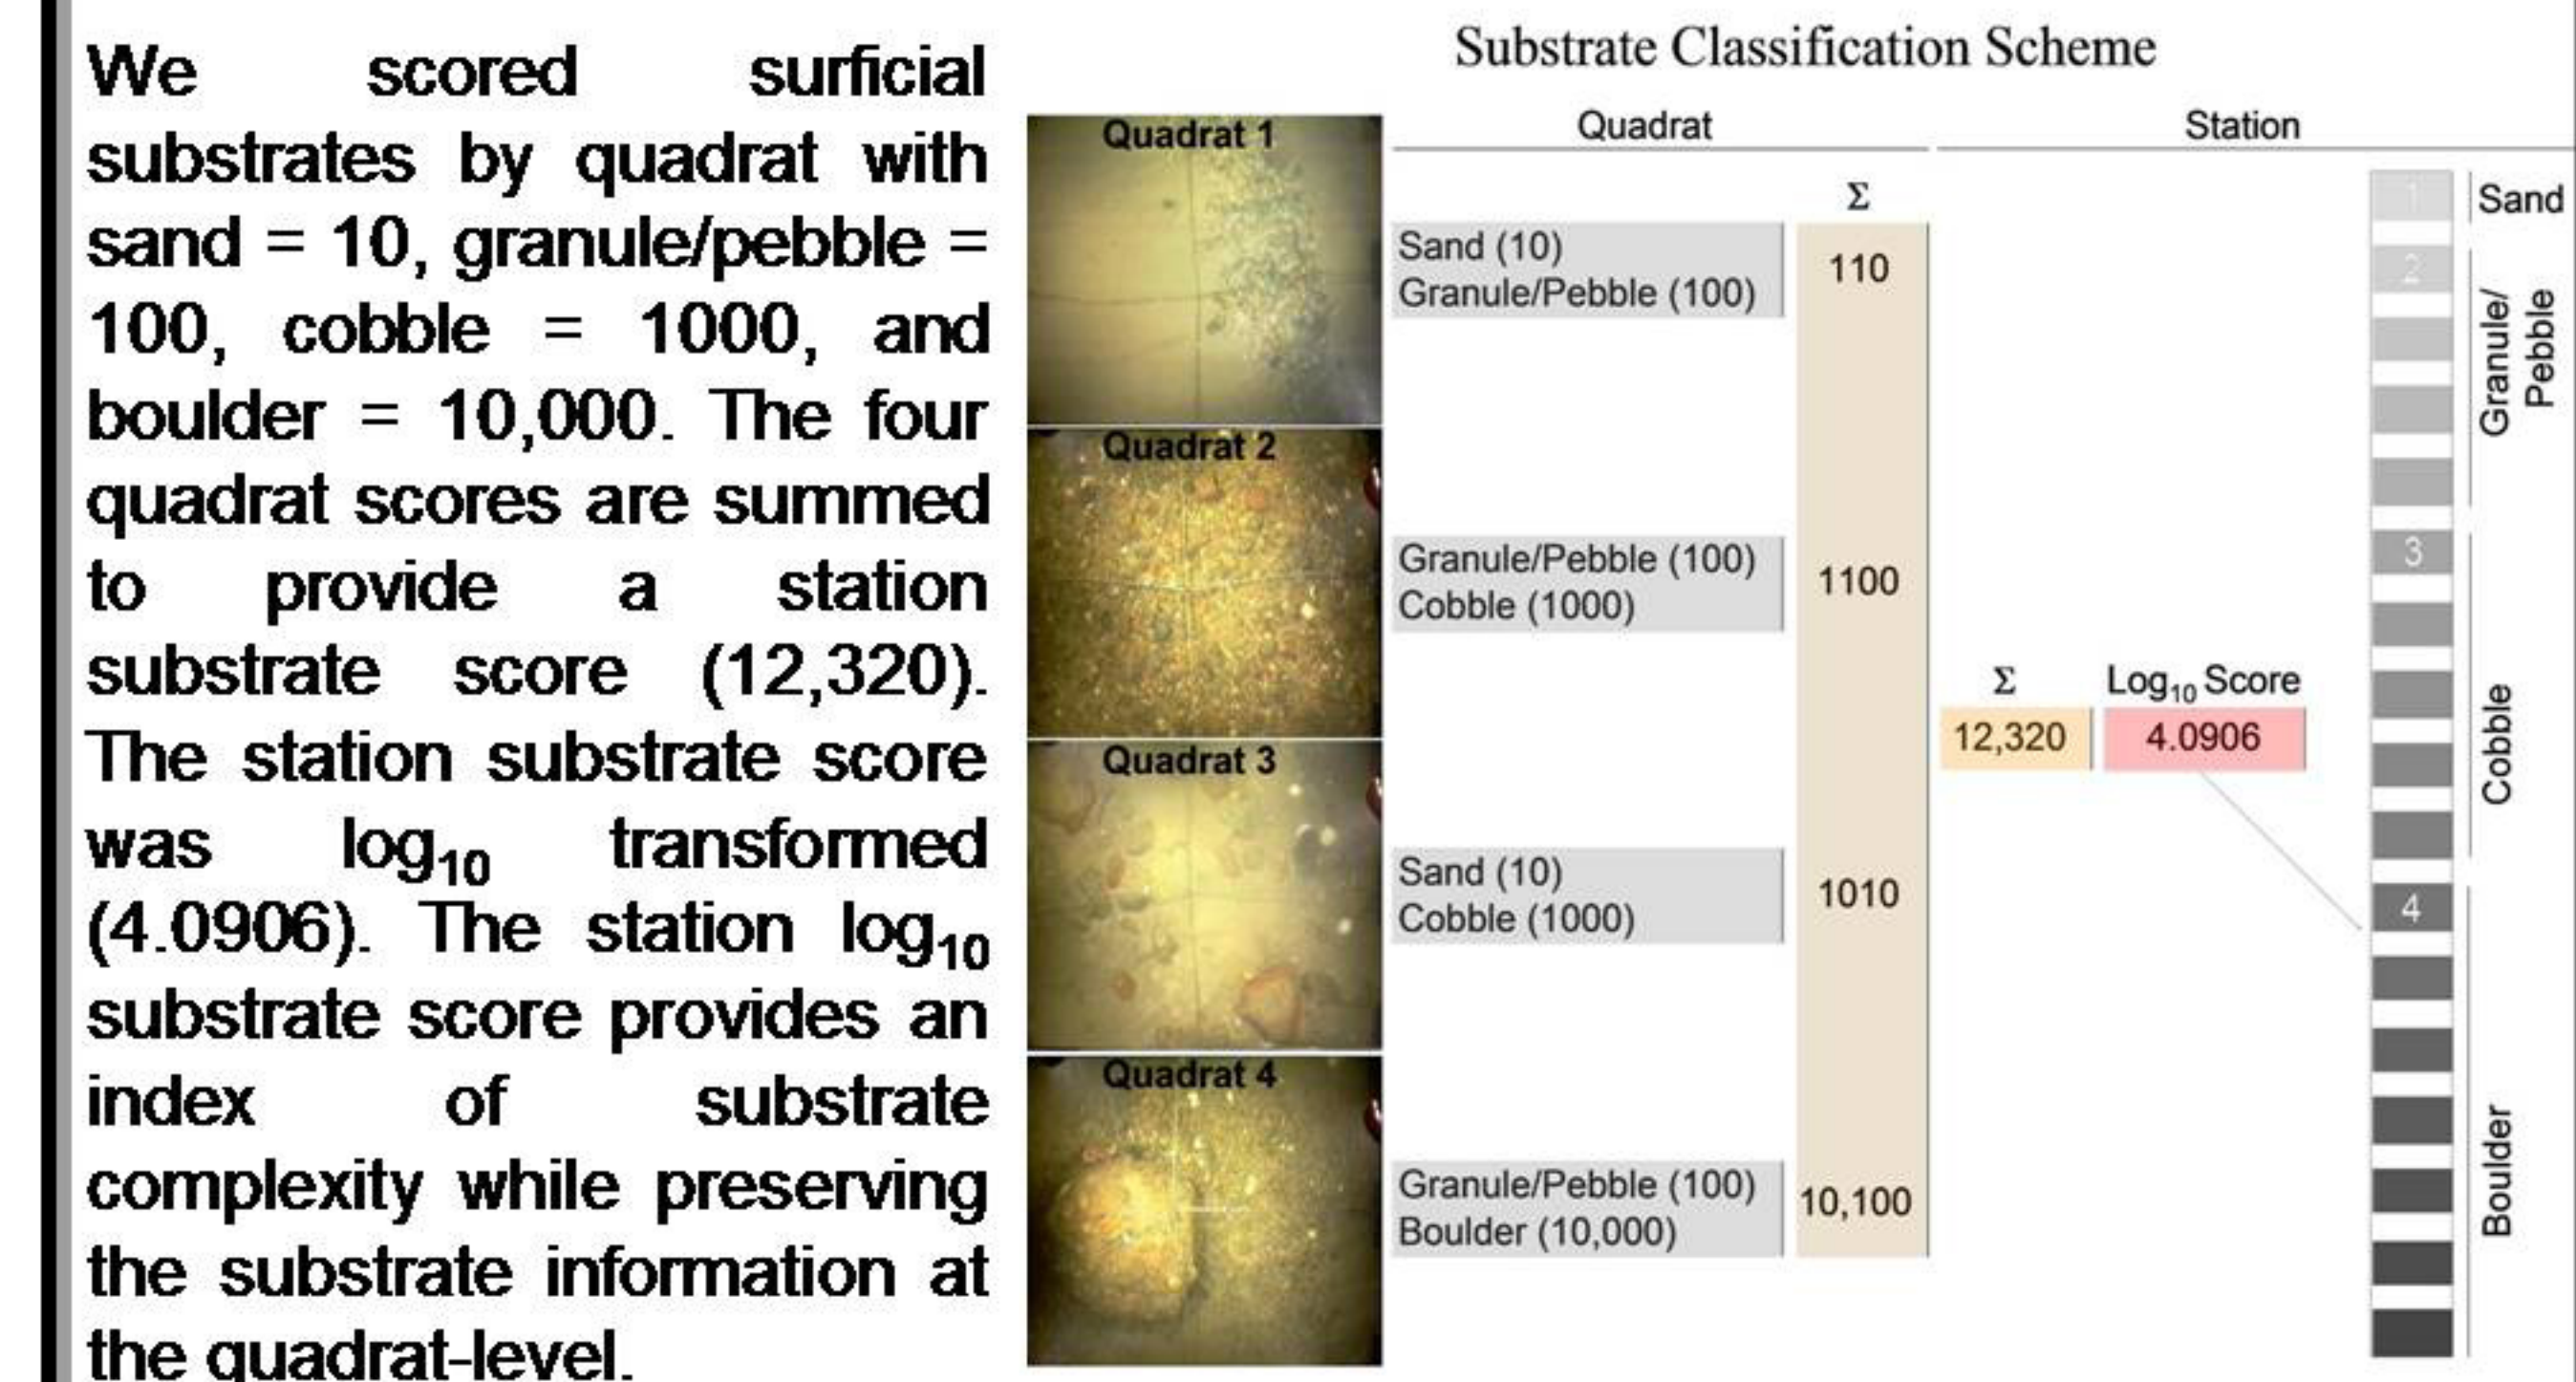 We scored surficial
substrates by quadrat with
sand = 10, granule/pebble =
100, cobble = 1000, and
boulder = 10,000. The four
quadrat scores are summed
to provide a station
substrate score (12,320).
The station substrate score
was log₁₀ transformed
(4.0906). The station log₁₀
substrate score provides an
index of substrate
complexity while preserving
the substrate information at
the quadrat-level.
Substrate Classification Scheme
Quadrat
Station
Quadrat 1
Σ
Sand (10)
Granule/Pebble (100)
110
Quadrat 2
Granule/Pebble (100)
Cobble (1000)
1100
Quadrat 3
Sand (10)
Cobble (1000)
1010
Quadrat 4
Granule/Pebble (100)
Boulder (10,000)
10,100
Σ
12,320
Log₁₀ Score
4.0906
1
2
3
4
Sand
Granule/
Pebble
Cobble
Boulder